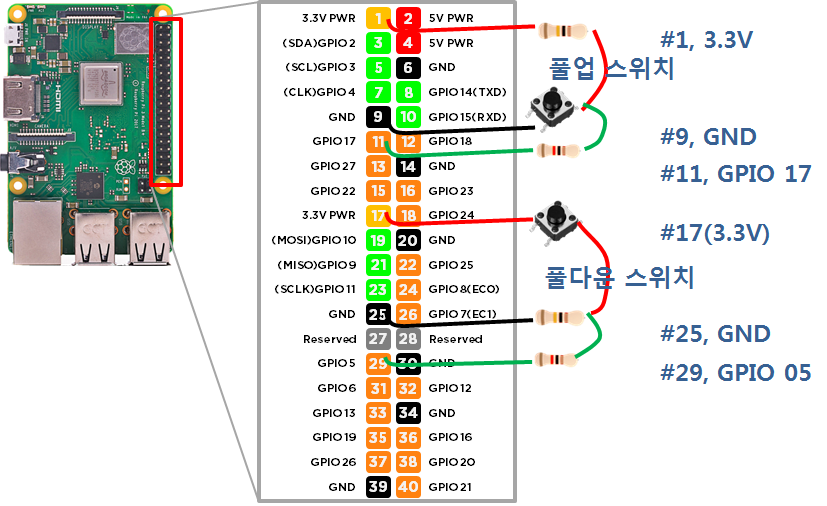 3.3V PWR 1 2 5V PWR
(SDA)GPIO2 3 4 5V PWR
(SCL)GPIO3 5 6 GND
(CLK)GPIO4 7 8 GPIO14(TXD)
GND 9 10 GPIO15(RXD)
GPIO17 11 12 GPIO18
GPIO27 13 14 GND
GPIO22 15 16 GPIO23
3.3V PWR 17 18 GPIO24
(MOSI)GPIO10 19 20 GND
(MISO)GPIO9 21 22 GPIO25
(SCLK)GPIO11 23 24 GPIO8(EC0)
GND 25 26 GPIO7(EC1)
Reserved 27 28 Reserved
GPIO5 29 30 GND
GPIO6 31 32 GPIO12
GPIO13 33 34 GND
GPIO19 35 36 GPIO16
GPIO26 37 38 GPIO20
GND 39 40 GPIO21
#1, 3.3V
풀업 스위치
#9, GND
#11, GPIO 17
#17(3.3V)
풀다운 스위치
#25, GND
#29, GPIO 05
HDMI